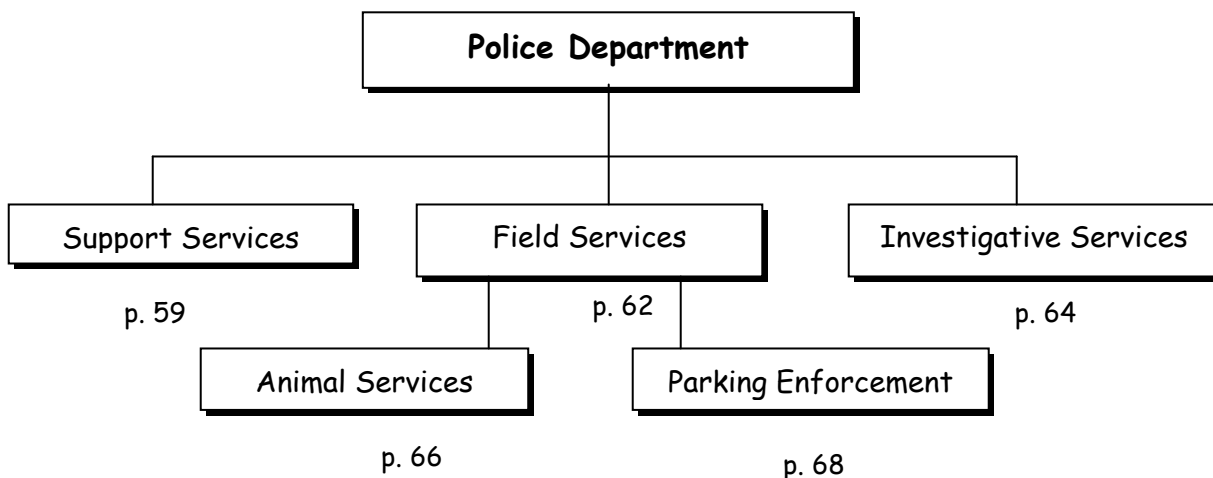 Police Department
Support Services
Field Services
Investigative Services
p. 59
p. 62
p. 64
Animal Services
Parking Enforcement
p. 66
p. 68